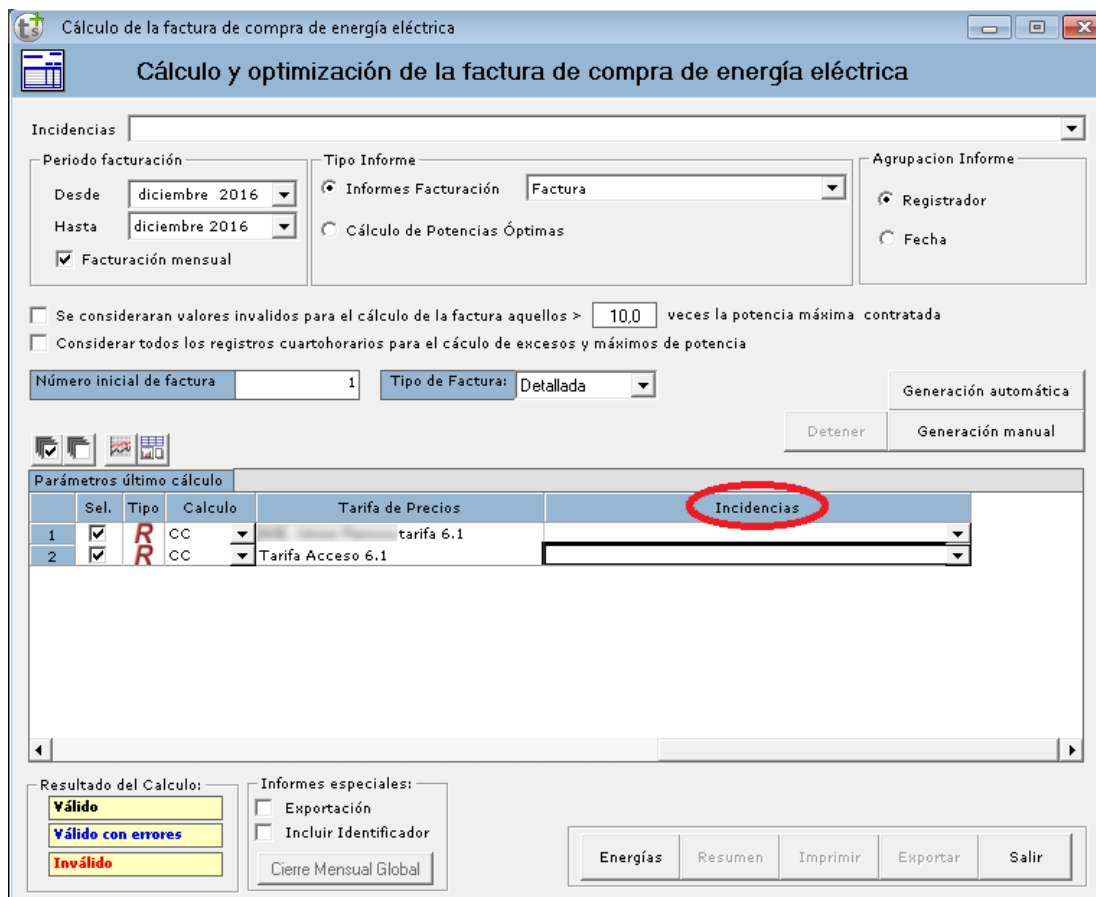 Cálculo de la factura de compra de energía eléctrica
Cálculo y optimización de la factura de compra de energía eléctrica
Incidencias
Periodo facturación
Desde diciembre 2016
Hasta diciembre 2016
Facturación mensual
Tipo Informe
Informes Facturación Factura
Cálculo de Potencias Óptimas
Agrupacion Informe
Registrador
Fecha
Se consideraran valores invalidos para el cálculo de la factura aquellos > 10,0 veces la potencia máxima contratada
Considerar todos los registros cuartohorarios para el cáculo de excesos y máximos de potencia
Número inicial de factura 1 Tipo de Factura: Detallada
Generación automática
Detener Generación manual
Parámetros último cálculo
Sel. Tipo Calculo Tarifa de Precios Incidencias
1 R CC tarifa 6.1
2 R CC Tarifa Acceso 6.1
Resultado del Calculo:
Válido
Válido con errores
Inválido
Informes especiales:
Exportación
Incluir Identificador
Cierre Mensual Global
Energías Resumen Imprimir Exportar Salir